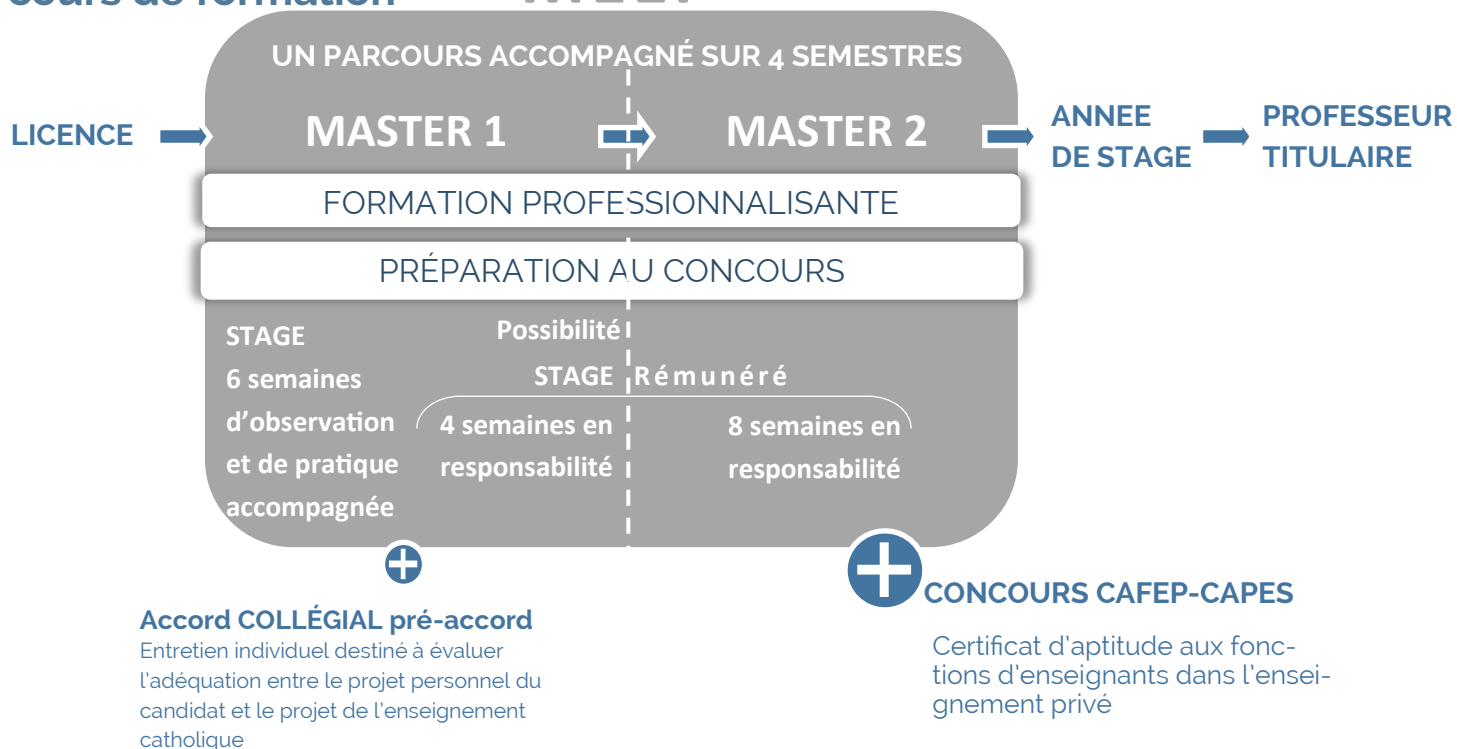 cours de formation
UN PARCOURS ACCOMPAGNÉ SUR 4 SEMESTRES
LICENCE
MASTER 1
MASTER 2
ANNEE
DE STAGE
PROFESSEUR
TITULAIRE
FORMATION PROFESSIONNALISANTE
PRÉPARATION AU CONCOURS
STAGE
6 semaines
d'observation
et de pratique
accompagnée
Possibilité
STAGE Rémunéré
4 semaines en
responsabilité
8 semaines en
responsabilité
Accord COLLÉGIAL pré-accord
Entretien individuel destiné à évaluer
l'adéquation entre le projet personnel du
candidat et le projet de l'enseignement
catholique
CONCOURS CAFEP-CAPES
Certificat d'aptitude aux fonc-
tions d'enseignants dans l'ensei-
gnement privé